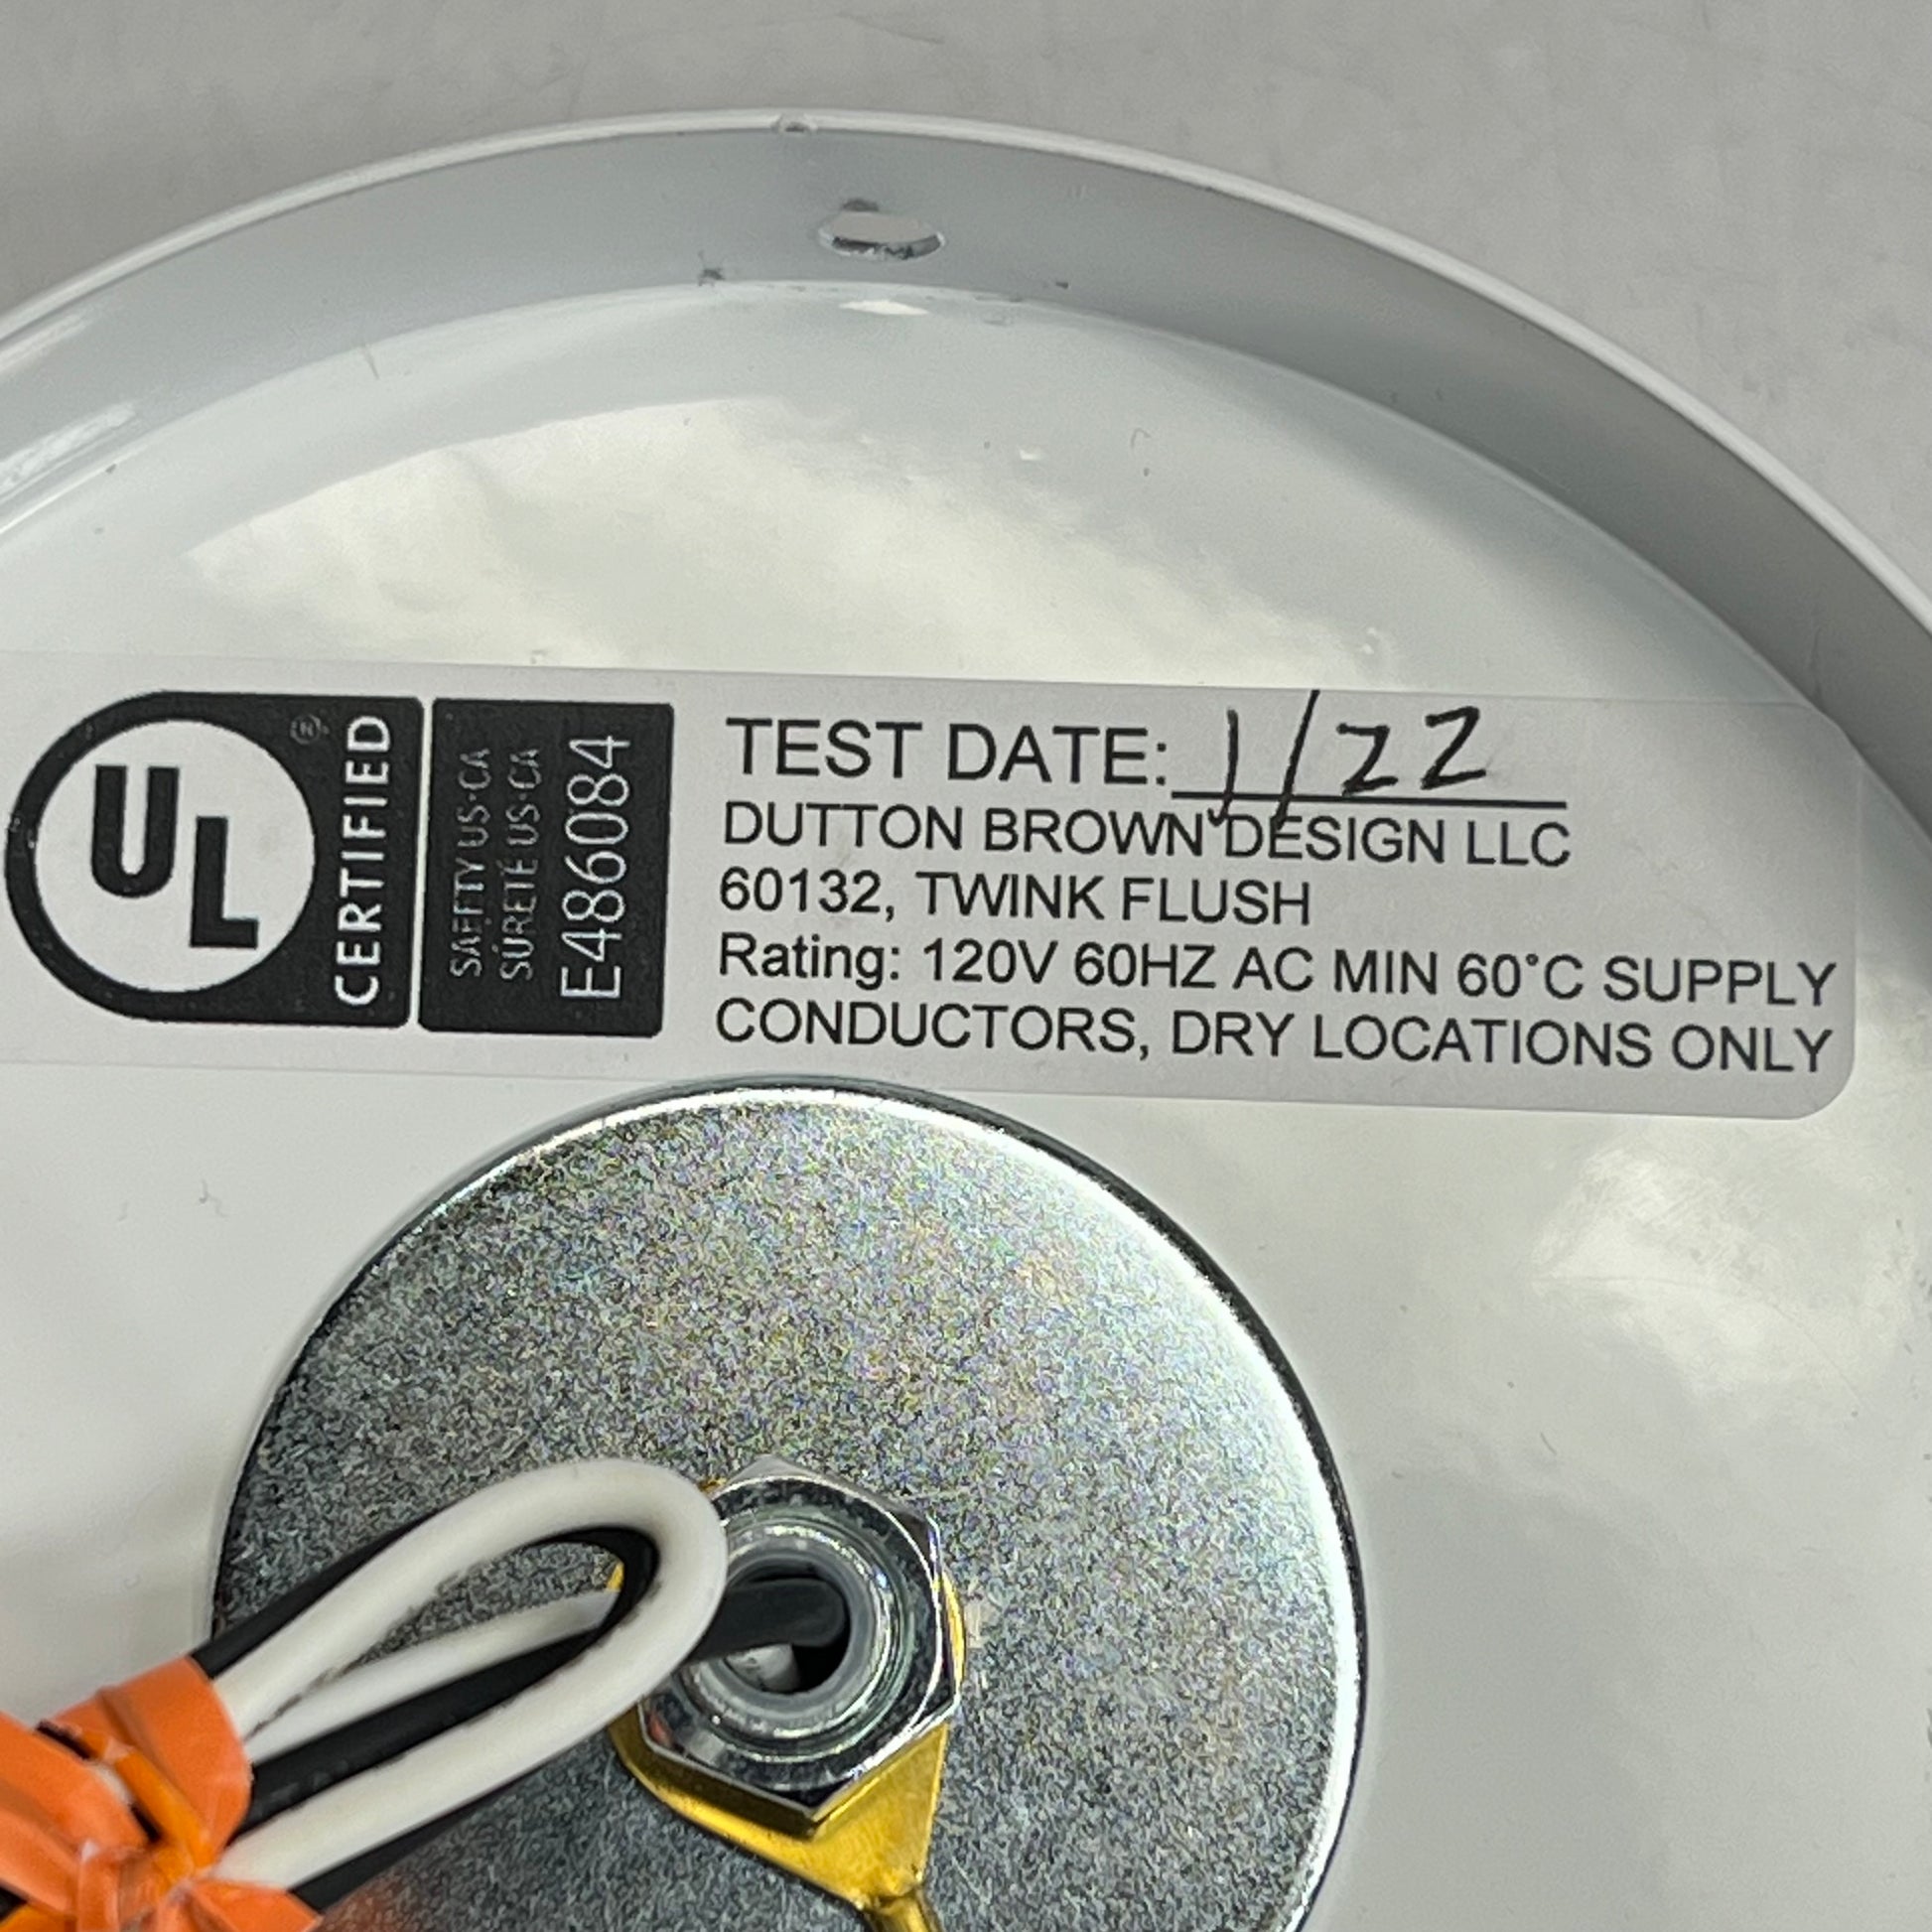 UL
®
CERTIFIED
SAFETY US·CA
SÛRETÉ US·CA
E486084
TEST DATE: 1/22
DUTTON BROWN DESIGN LLC
60132, TWINK FLUSH
Rating: 120V 60HZ AC MIN 60°C SUPPLY
CONDUCTORS, DRY LOCATIONS ONLY